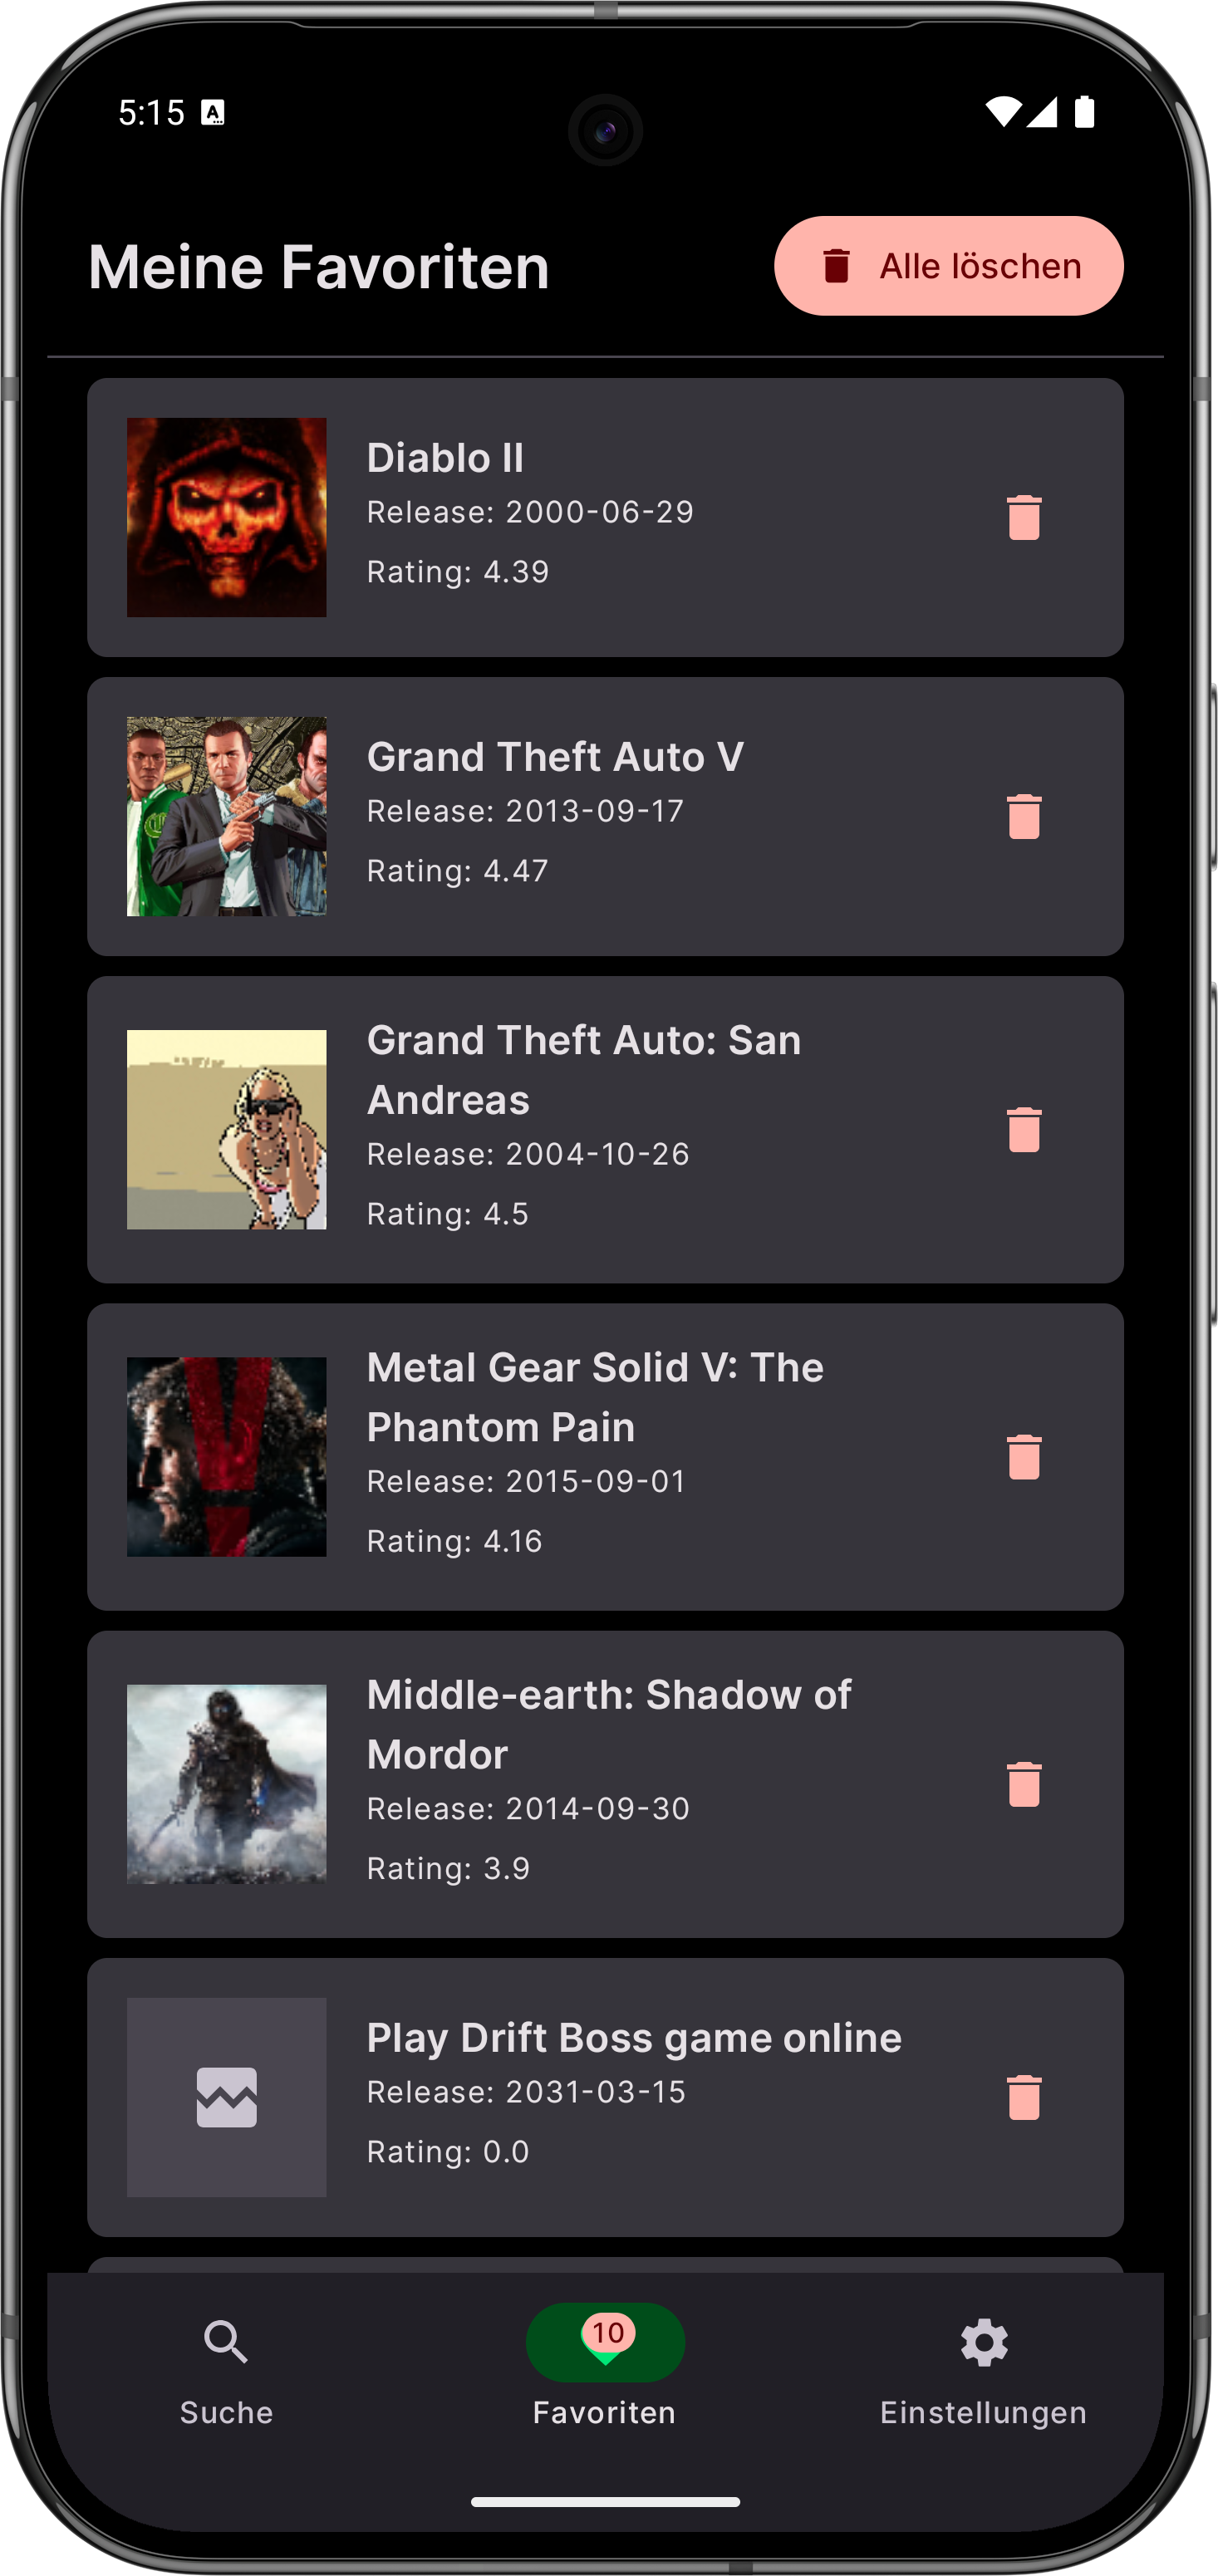 5:15
Meine Favoriten
Alle löschen
Diablo II
Release: 2000-06-29
Rating: 4.39
Grand Theft Auto V
Release: 2013-09-17
Rating: 4.47
Grand Theft Auto: San
Andreas
Release: 2004-10-26
Rating: 4.5
Metal Gear Solid V: The
Phantom Pain
Release: 2015-09-01
Rating: 4.16
Middle-earth: Shadow of
Mordor
Release: 2014-09-30
Rating: 3.9
Play Drift Boss game online
Release: 2031-03-15
Rating: 0.0
10
Suche
Favoriten
Einstellungen